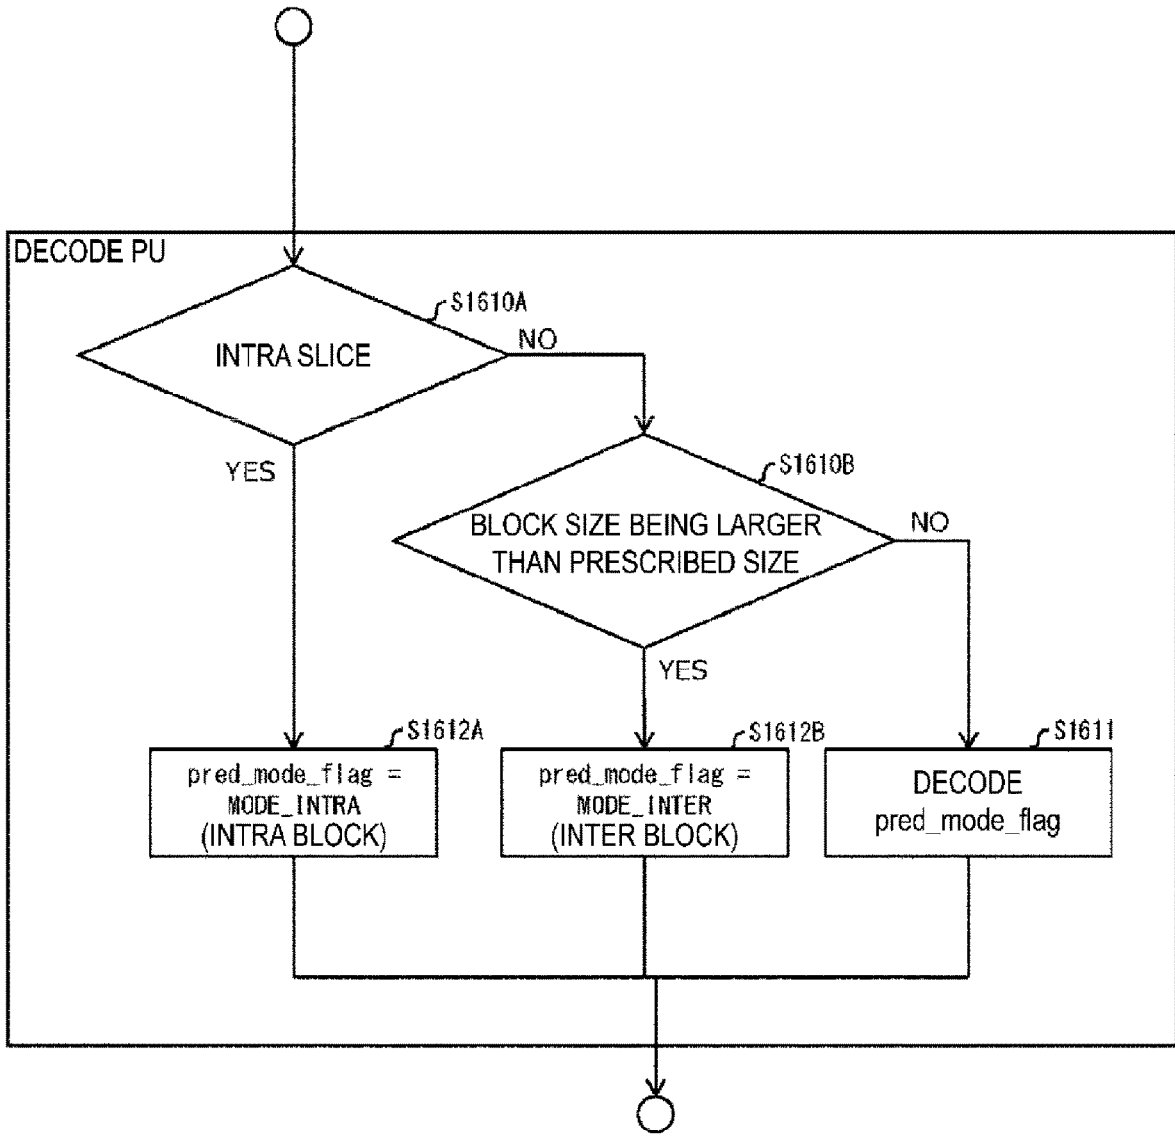 DECODE PU
S1610A
INTRA SLICE
NO
YES
S1610B
BLOCK SIZE BEING LARGER
THAN PRESCRIBED SIZE
NO
YES
S1612A
pred_mode_flag =
MODE_INTRA
(INTRA BLOCK)
S1612B
pred_mode_flag =
MODE_INTER
(INTER BLOCK)
S1611
DECODE
pred_mode_flag